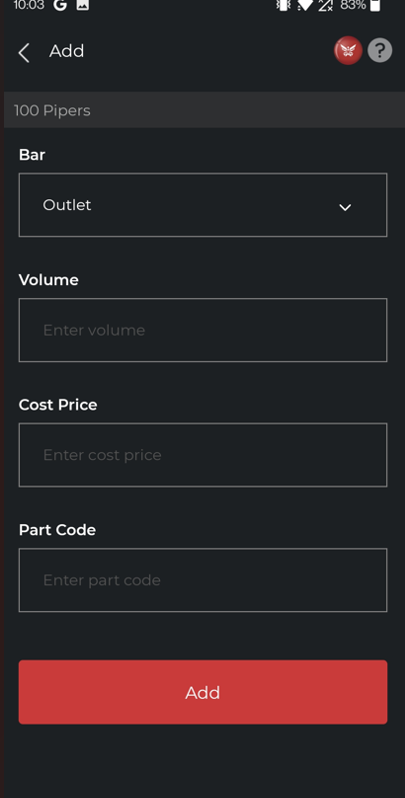 10:03 G 83%
Add
?
100 Pipers
Bar
Outlet
Volume
Enter volume
Cost Price
Enter cost price
Part Code
Enter part code
Add